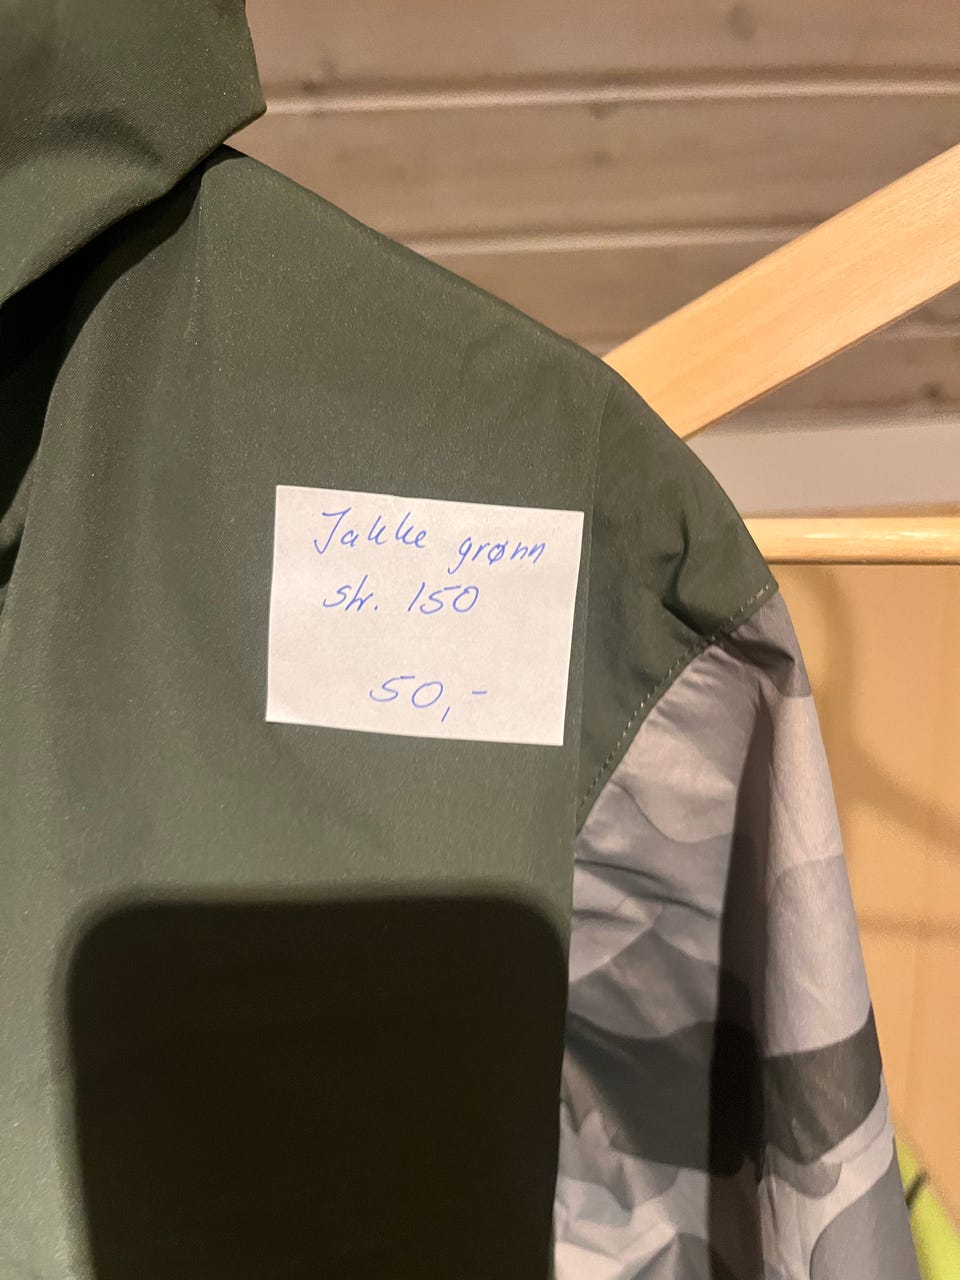 Jakke grønn
str. 150
50,-